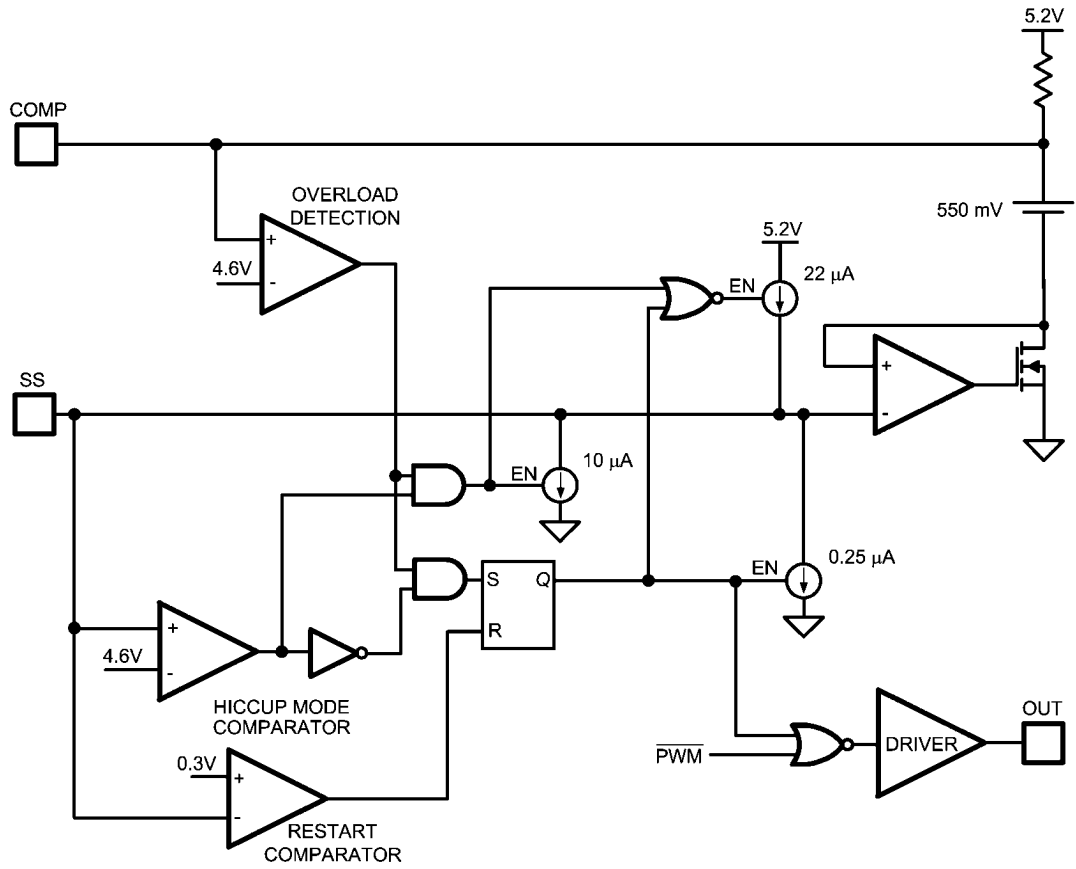 5.2V
COMP
OVERLOAD
DETECTION
550 mV
+
4.6V
-
5.2V
EN
22 μA
SS
+
-
EN
10 μA
S
Q
R
EN
0.25 μA
+
4.6V
-
HICCUP MODE
COMPARATOR
0.3V
+
-
RESTART
COMPARATOR
PWM
DRIVER
OUT